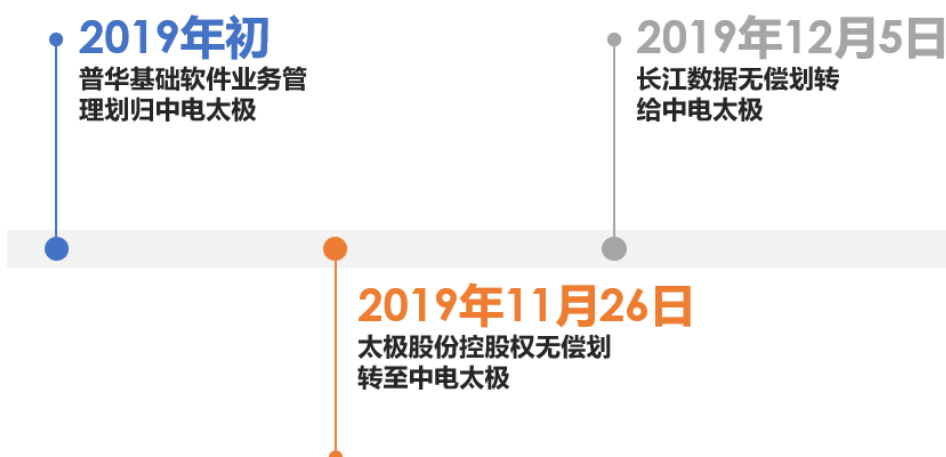 2019年初
普华基础软件业务管
理划归中电太极
2019年12月5日
长江数据无偿划转
给中电太极
2019年11月26日
太极股份控股权无偿划
转至中电太极